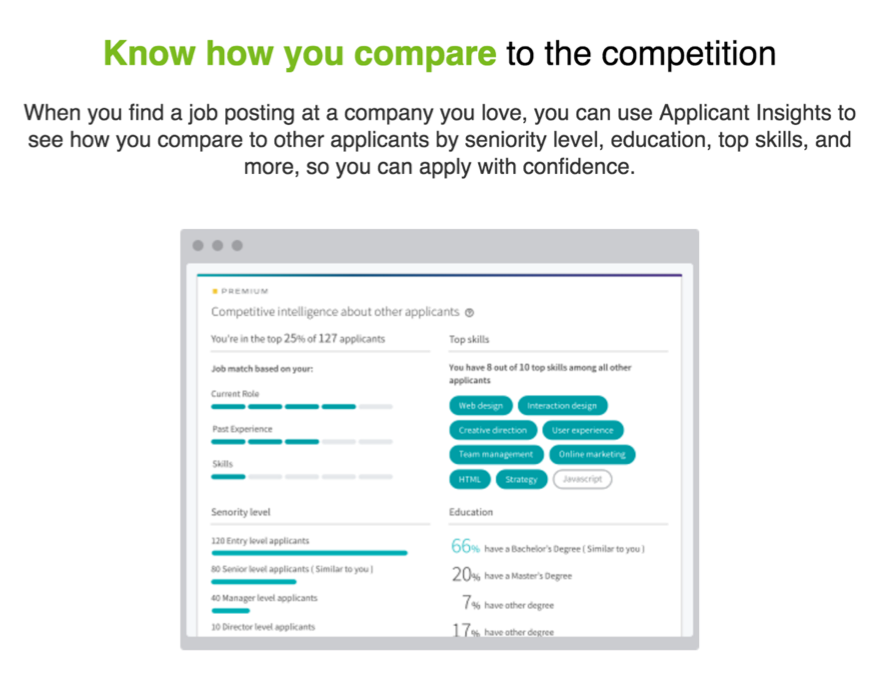 Know how you compare to the competition
When you find a job posting at a company you love, you can use Applicant Insights to
see how you compare to other applicants by seniority level, education, top skills, and
more, so you can apply with confidence.
PREMIUM
Competitive intelligence about other applicants
You're in the top 25% of 127 applicants
Job match based on your:
Current Role
Past Experience
Skills
Top skills
You have 8 out of 10 top skills among all other
applicants
Web design
Interaction design
Creative direction
User experience
Team management
Online marketing
HTML
Strategy
Javascript
Senority level
120 Entry level applicants
80 Senior level applicants ( Similar to you )
40 Manager level applicants
10 Director level applicants
Education
66% have a Bachelor's Degree ( Similar to you )
20% have a Master's Degree
7% have other degree
17% have other degree